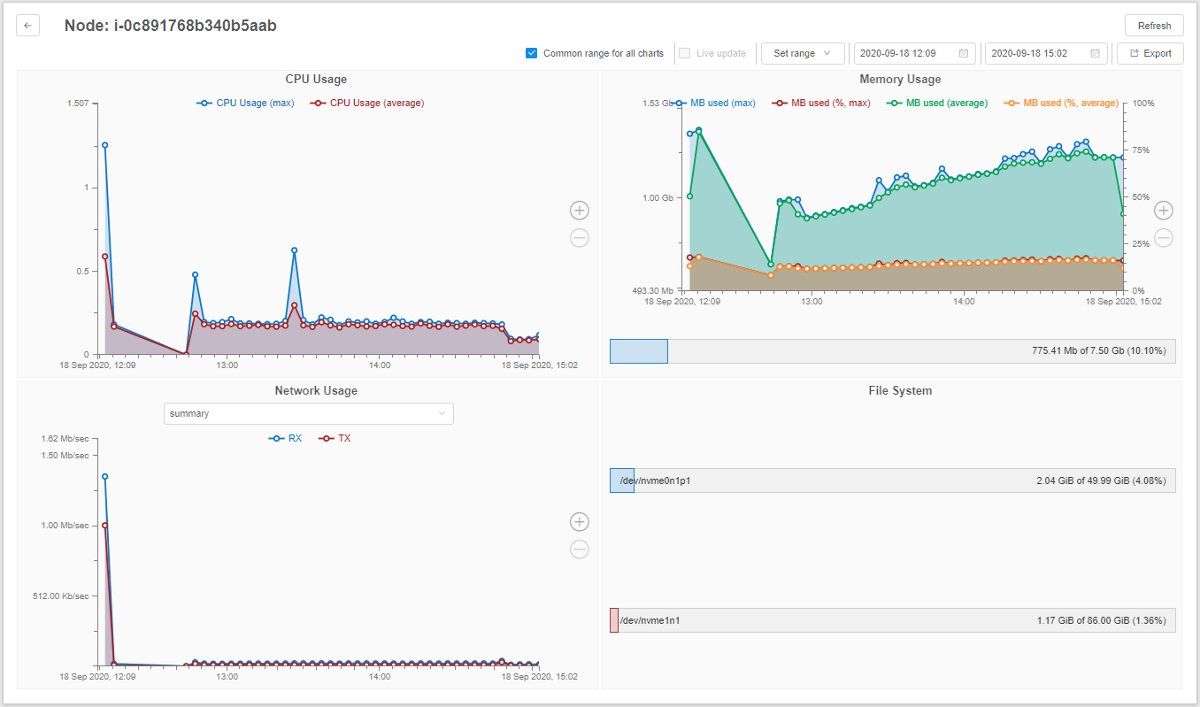 ← Node: i-0c891768b340b5aab Refresh
Common range for all charts Live update Set range 2020-09-18 12:09 2020-09-18 15:02 Export
CPU Usage
CPU Usage (max) CPU Usage (average)
1.507
1
0.5
0
18 Sep 2020, 12:09 13:00 14:00 18 Sep 2020, 15:02
Memory Usage
MB used (max) MB used (%, max) MB used (average) MB used (%, average)
1.53 Gb 100%
75%
1.00 Gb 50%
25%
493.30 Mb 0%
18 Sep 2020, 12:09 13:00 14:00 18 Sep 2020, 15:02
775.41 Mb of 7.50 Gb (10.10%)
Network Usage
summary
RX TX
1.62 Mb/sec
1.50 Mb/sec
1.00 Mb/sec
512.00 Kb/sec
18 Sep 2020, 12:09 13:00 14:00 18 Sep 2020, 15:02
File System
/dev/nvme0n1p1 2.04 GiB of 49.99 GiB (4.08%)
/dev/nvme1n1 1.17 GiB of 86.00 GiB (1.36%)